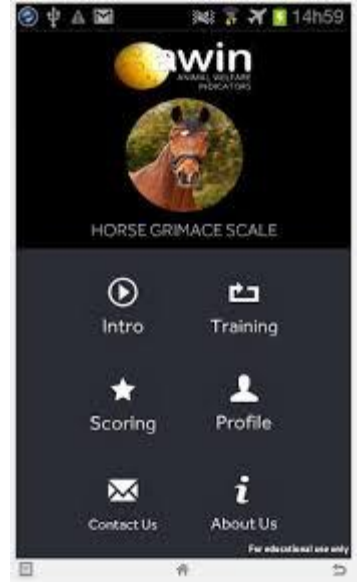 14h59
awin
ANIMAL WELFARE
INDICATORS
HORSE GRIMACE SCALE
Intro
Training
Scoring
Profile
Contact Us
About Us
For educational use only